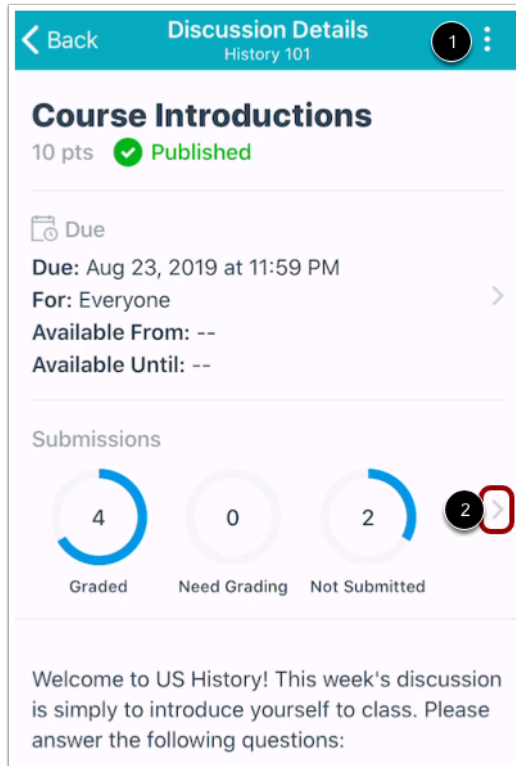 Back
Discussion Details
1
History 101
Course Introductions
10 pts Published
Due
Due: Aug 23, 2019 at 11:59 PM
For: Everyone
Available From: --
Available Until: --
Submissions
4 0 2 2
Graded Need Grading Not Submitted
Welcome to US History! This week's discussion
is simply to introduce yourself to class. Please
answer the following questions: